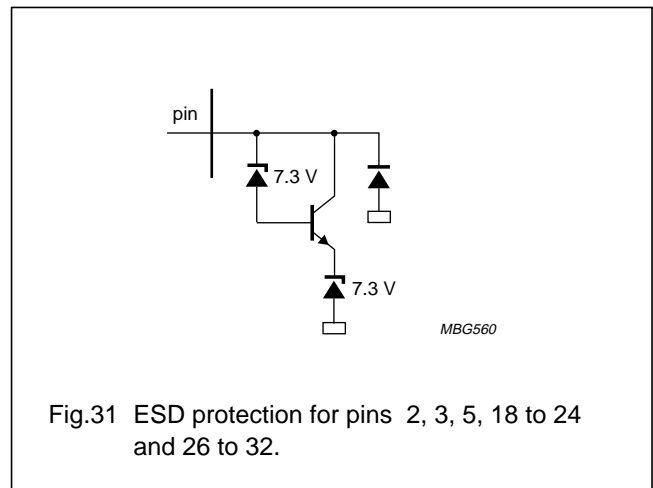 pin
7.3 V
7.3 V
MBG560
Fig.31 ESD protection for pins 2, 3, 5, 18 to 24
and 26 to 32.